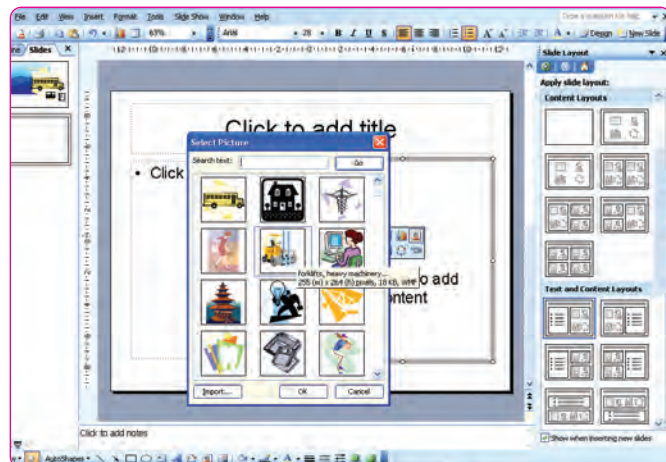 File Edit View Insert Format Tools Slide Show Window Help
Type a question for help
63% Arial 28 B I U S A Design New Slide
Slides X
Slide Layout
Apply slide layout:
Content Layouts
Click to add title
Select Picture
Search text: Go
• Click
forklifts, heavy machinery...
255 (w) x 264 (h) pixels, 18 KB, WMF
o add
content
Text and Content Layouts
Import... OK Cancel
Click to add notes
Show when inserting new slides
AutoShapes